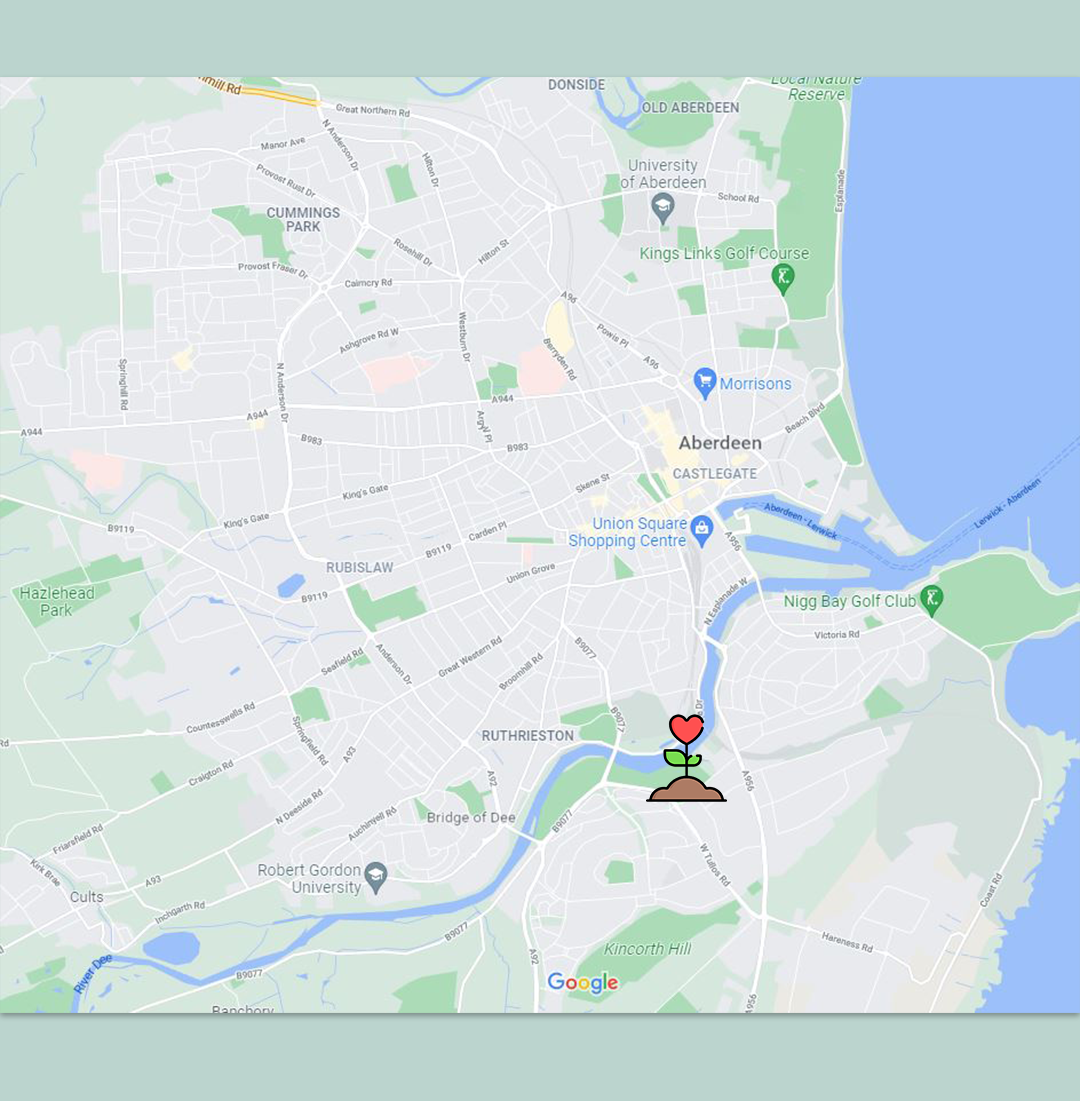 Local Nature
Reserve
nmill Rd
DONSIDE
OLD ABERDEEN
Great Northern Rd
N Anderson Dr
Manor Ave
Hilton Dr
University
of Aberdeen
Provost Rust Dr
School Rd
Esplanade
CUMMINGS
PARK
Rosehill Dr
Hilton St
Kings Links Golf Course
Provost Fraser Dr
Cairncry Rd
A96
Ashgrove Rd W
Westburn Dr
Berryden Rd
Powis Pl
A96
Springhill Rd
N Anderson Dr
Morrisons
A944
A944
A944
Argyll Pl
Beach Blvd
B983
B983
Aberdeen
CASTLEGATE
Skene St
King's Gate
Lerwick - Aberdeen
Aberdeen - Lerwick
King's Gate
B9119
Carden Pl
Union Square
Shopping Centre
A956
B9119
RUBISLAW
Union Grove
Hazlehead
Park
B9119
N Esplanade W
Nigg Bay Golf Club
Victoria Rd
B9077
Great Western Rd
Seafield Rd
Anderson Dr
Broomhill Rd
Countesswells Rd
B9077
e Dr
Rd
Springfield Rd
RUTHRIESTON
A93
Craigton Rd
A92
A956
N Deeside Rd
Bridge of Dee
B9077
Auchinyell Rd
Friarsfield Rd
W Tullos Rd
Kirk Brae
Robert Gordon
University
A93
Cults
Coast Rd
Inchgarth Rd
B9077
Hareness Rd
Kincorth Hill
A92
River Dee
B9077
Google
A956
Banchory